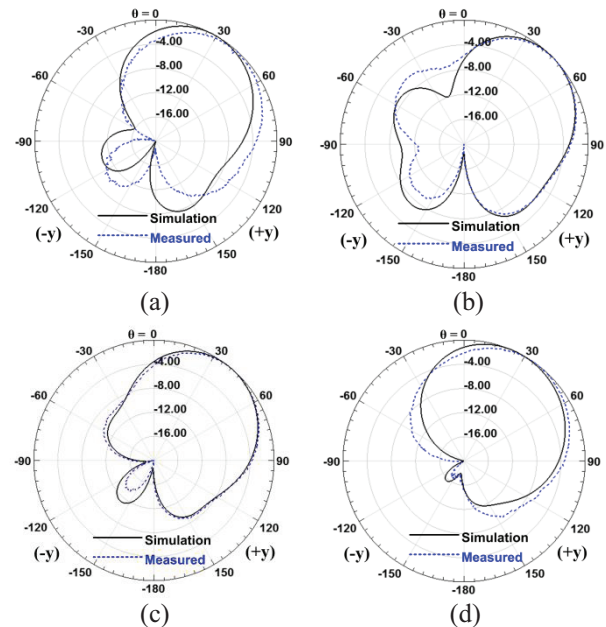 θ = 0
-30 30
-4.00
-60 -8.00 60
-12.00
-16.00
-90 90
-120 120
Simulation
(-y) Measured (+y)
-150 150
-180
(a)
θ = 0
-30 30
-4.00
-60 -8.00 60
-12.00
-16.00
-90 90
-120 120
Simulation
(-y) Measured (+y)
-150 150
-180
(b)
θ = 0
-30 30
-4.00
-60 -8.00 60
-12.00
-16.00
-90 90
-120 120
Simulation
(-y) Measured (+y)
-150 150
-180
(c)
θ = 0
-30 30
-4.00
-60 -8.00 60
-12.00
-16.00
-90 90
-120 120
Simulation
(-y) Measured (+y)
-150 150
-180
(d)